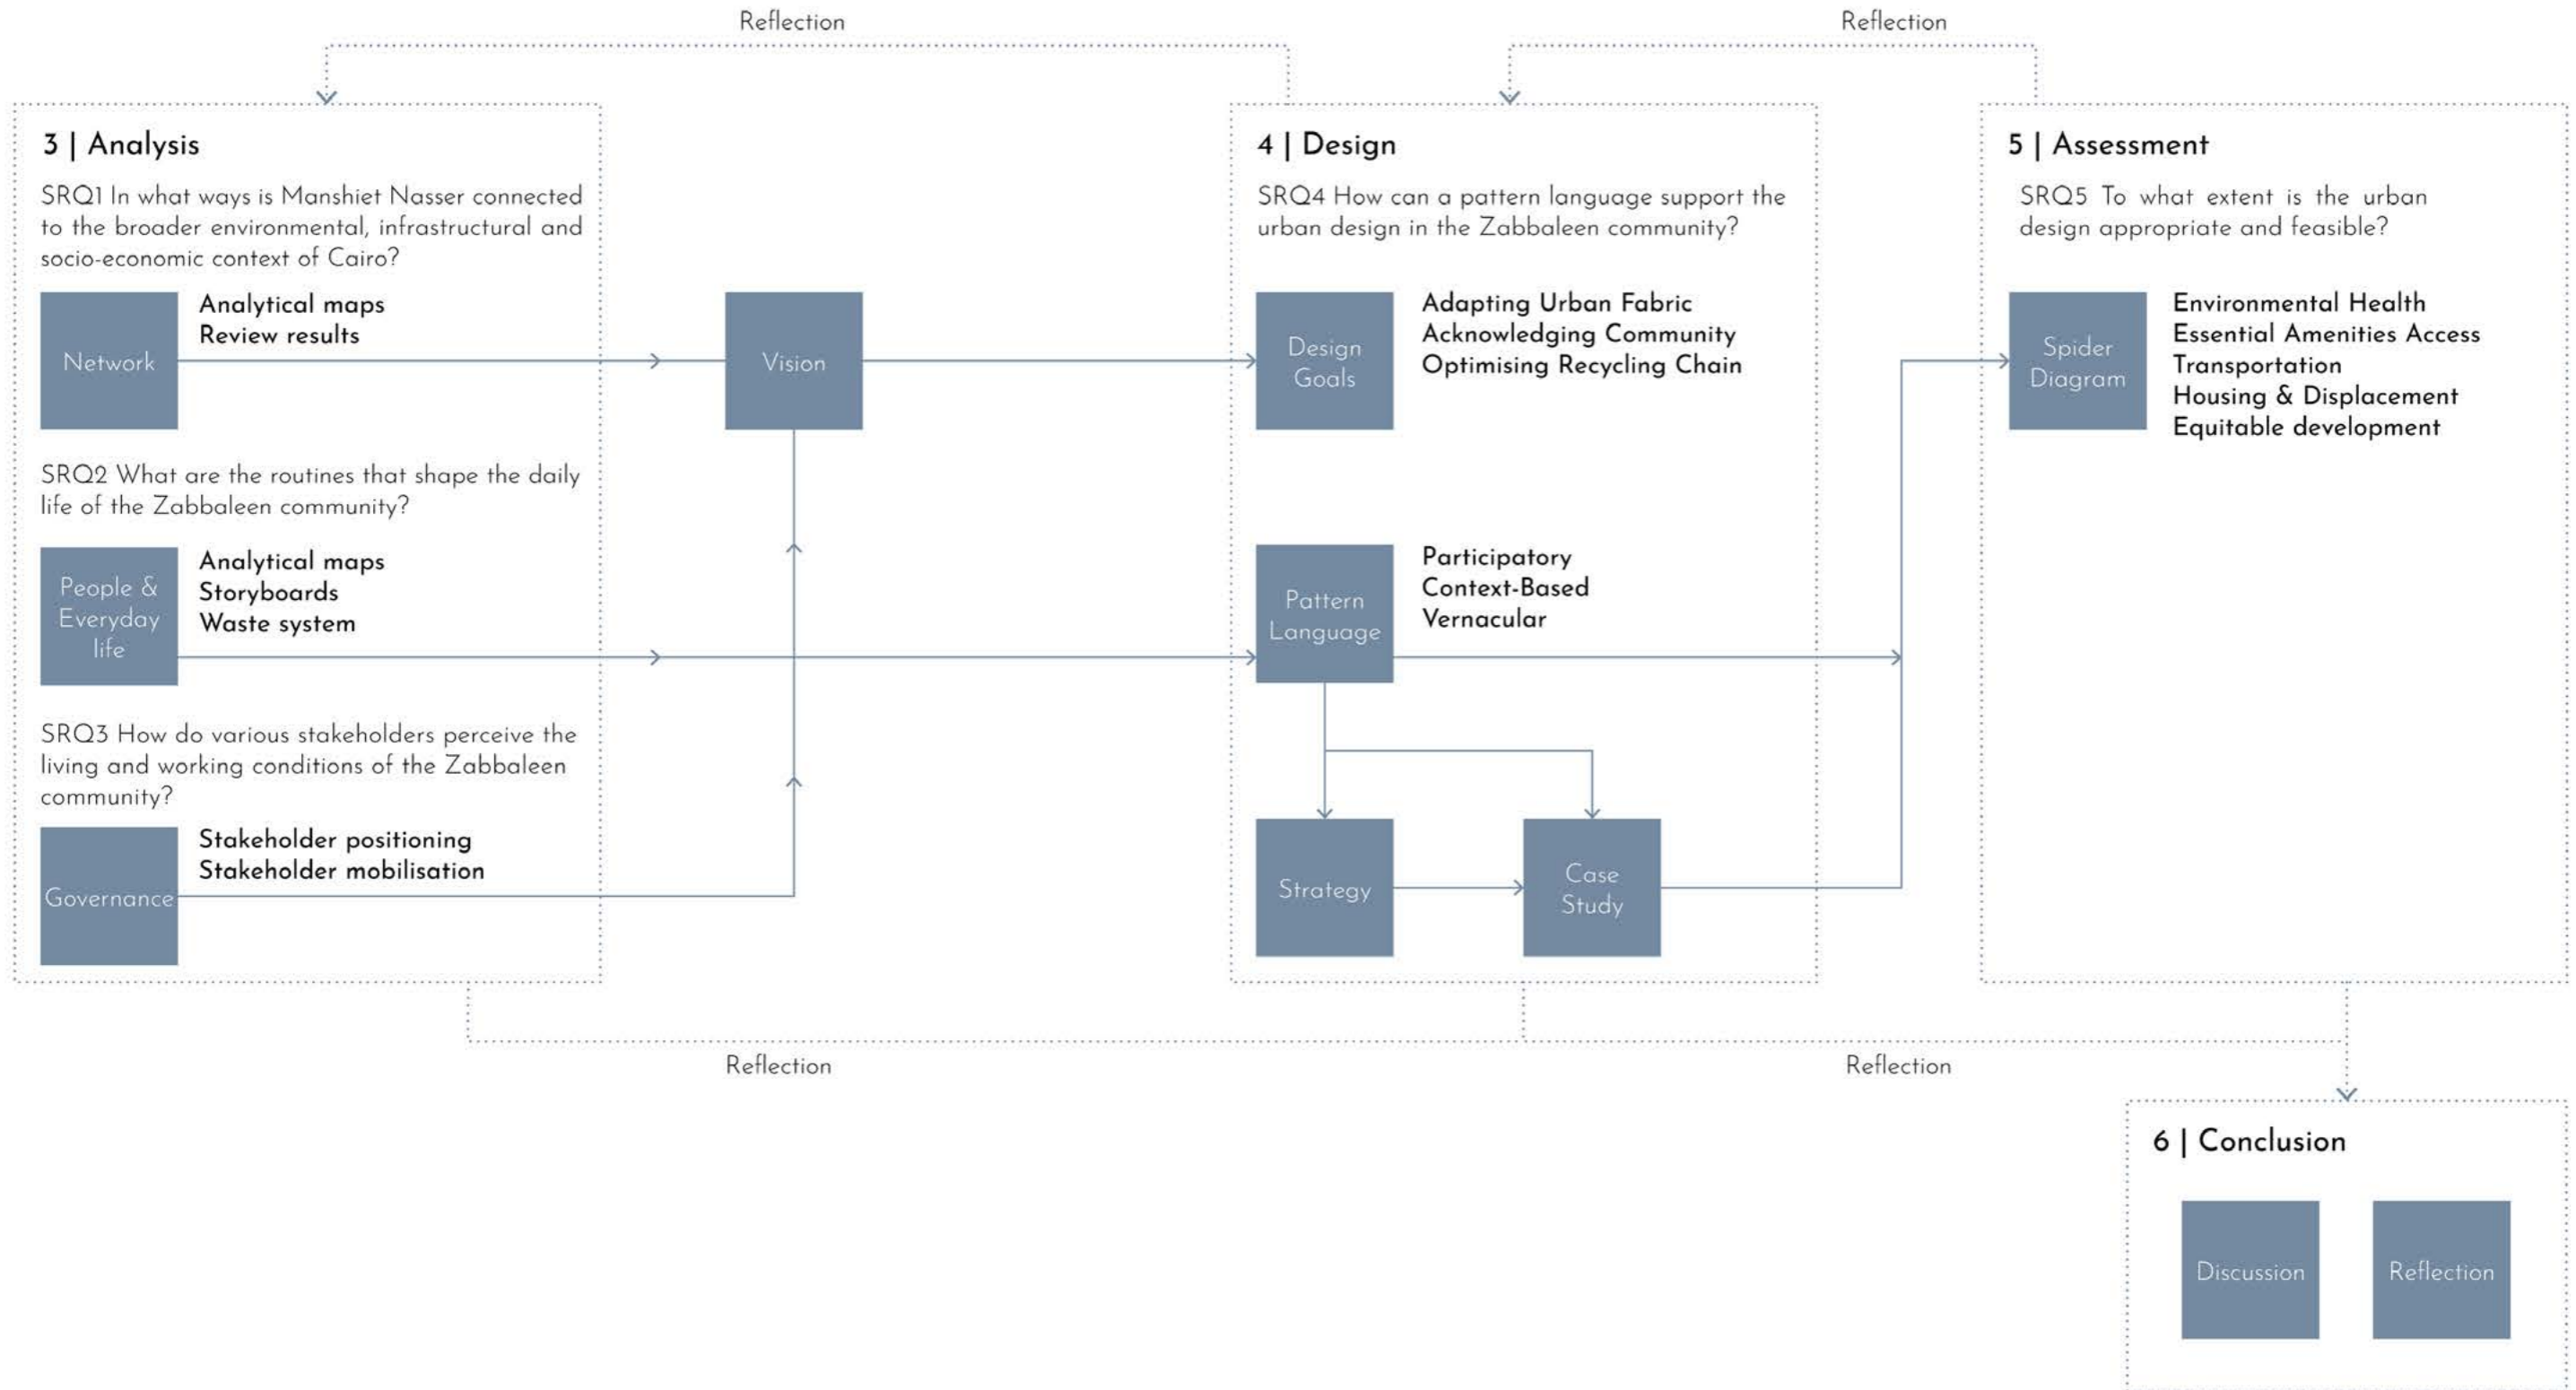 Reflection
Reflection
3 | Analysis
SRQ1 In what ways is Manshiet Nasser connected
to the broader environmental, infrastructural and
socio-economic context of Cairo?
Network
Analytical maps
Review results
SRQ2 What are the routines that shape the daily
life of the Zabbaleen community?
People &
Everyday
life
Analytical maps
Storyboards
Waste system
SRQ3 How do various stakeholders perceive the
living and working conditions of the Zabbaleen
community?
Governance
Stakeholder positioning
Stakeholder mobilisation
Vision
4 | Design
SRQ4 How can a pattern language support the
urban design in the Zabbaleen community?
Design
Goals
Adapting Urban Fabric
Acknowledging Community
Optimising Recycling Chain
Pattern
Language
Participatory
Context-Based
Vernacular
Strategy
Case
Study
5 | Assessment
SRQ5 To what extent is the urban
design appropriate and feasible?
Spider
Diagram
Environmental Health
Essential Amenities Access
Transportation
Housing & Displacement
Equitable development
Reflection
Reflection
6 | Conclusion
Discussion
Reflection